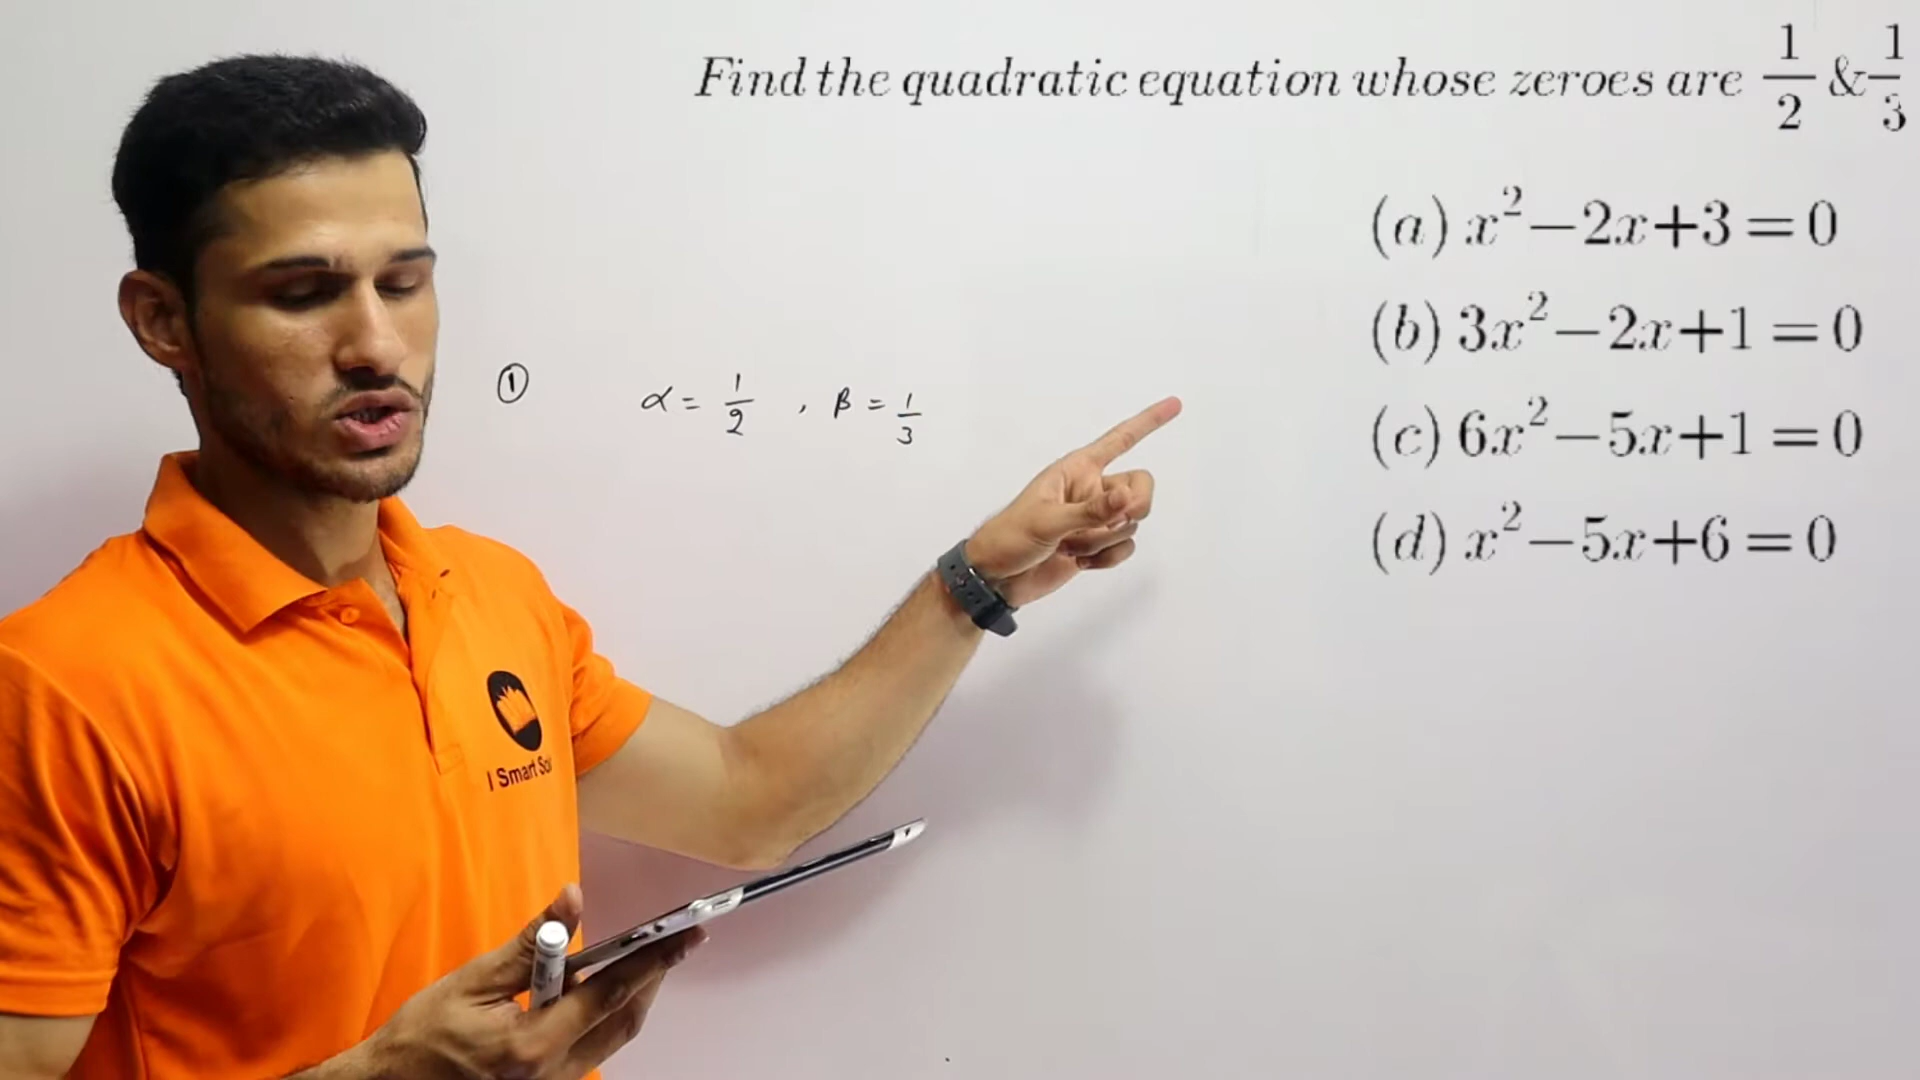 Find the quadratic equation whose zeroes are 1/2 & 1/3
(a) x² − 2x + 3 = 0
(b) 3x² − 2x + 1 = 0
(c) 6x² − 5x + 1 = 0
(d) x² − 5x + 6 = 0
① α = 1/2 , β = 1/3
I Smart